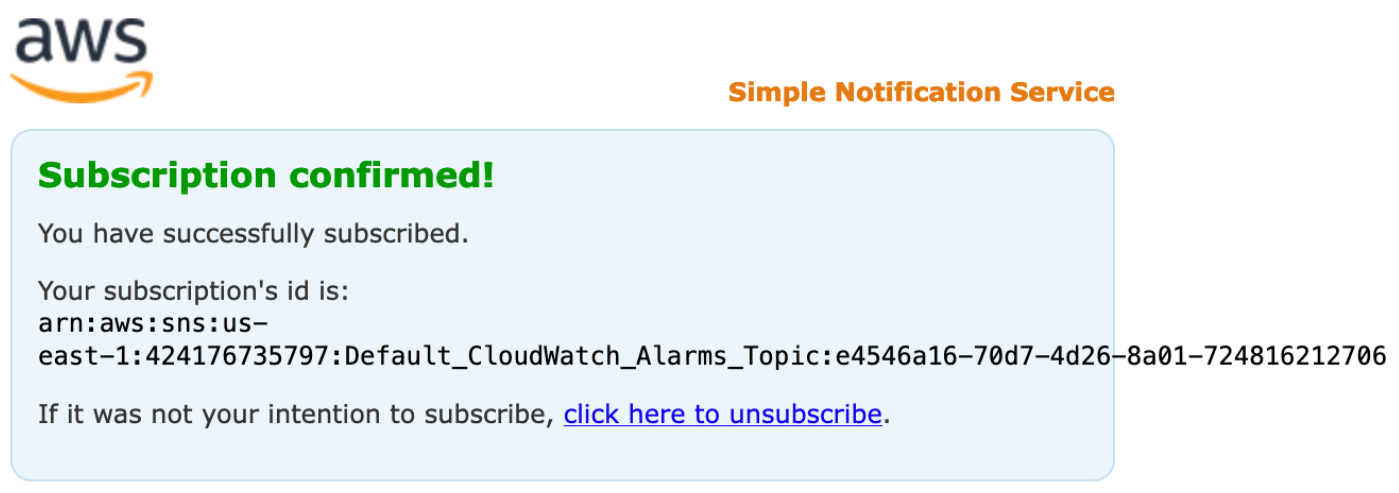 aws
Simple Notification Service
Subscription confirmed!
You have successfully subscribed.
Your subscription's id is:
arn:aws:sns:us-
east-1:424176735797:Default_CloudWatch_Alarms_Topic:e4546a16-70d7-4d26-8a01-724816212706
If it was not your intention to subscribe, click here to unsubscribe.